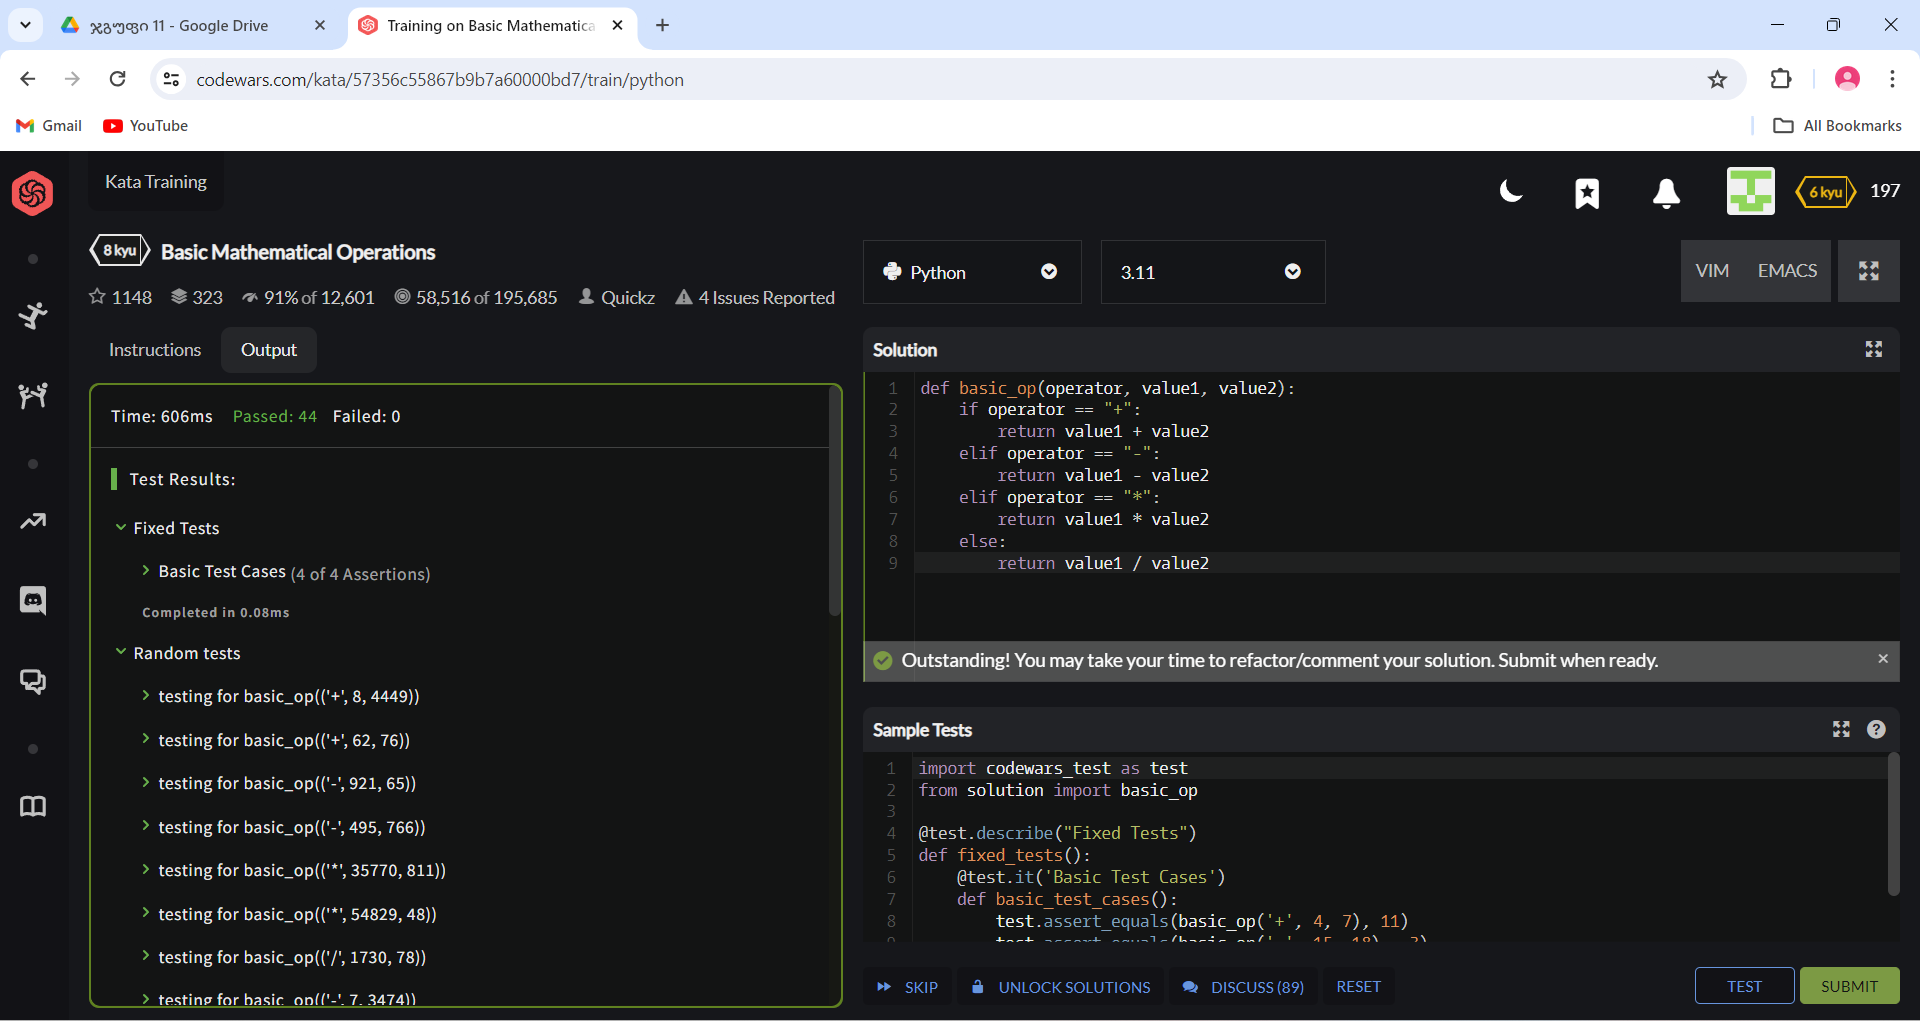 ჯგუფი 11 - Google Drive
Training on Basic Mathematica
codewars.com/kata/57356c55867b9b7a60000bd7/train/python
Gmail
YouTube
All Bookmarks
Kata Training
6 kyu
197
8 kyu
Basic Mathematical Operations
1148
323
91% of 12,601
58,516 of 195,685
Quickz
4 Issues Reported
Instructions
Output
Time: 606ms Passed: 44 Failed: 0
Test Results:
Fixed Tests
Basic Test Cases (4 of 4 Assertions)
Completed in 0.08ms
Random tests
testing for basic_op(('+', 8, 4449))
testing for basic_op(('+', 62, 76))
testing for basic_op(('-', 921, 65))
testing for basic_op(('-', 495, 766))
testing for basic_op(('*', 35770, 811))
testing for basic_op(('*', 54829, 48))
testing for basic_op(('/', 1730, 78))
testing for basic_op(('-', 7, 3474))
Python
3.11
VIM
EMACS
Solution
1 def basic_op(operator, value1, value2):
2 if operator == "+":
3 return value1 + value2
4 elif operator == "-":
5 return value1 - value2
6 elif operator == "*":
7 return value1 * value2
8 else:
9 return value1 / value2
Outstanding! You may take your time to refactor/comment your solution. Submit when ready.
Sample Tests
1 import codewars_test as test
2 from solution import basic_op
3
4 @test.describe("Fixed Tests")
5 def fixed_tests():
6 @test.it('Basic Test Cases')
7 def basic_test_cases():
8 test.assert_equals(basic_op('+', 4, 7), 11)
9 test.assert_equals(basic_op('-', 15, 18), -3)
SKIP
UNLOCK SOLUTIONS
DISCUSS (89)
RESET
TEST
SUBMIT